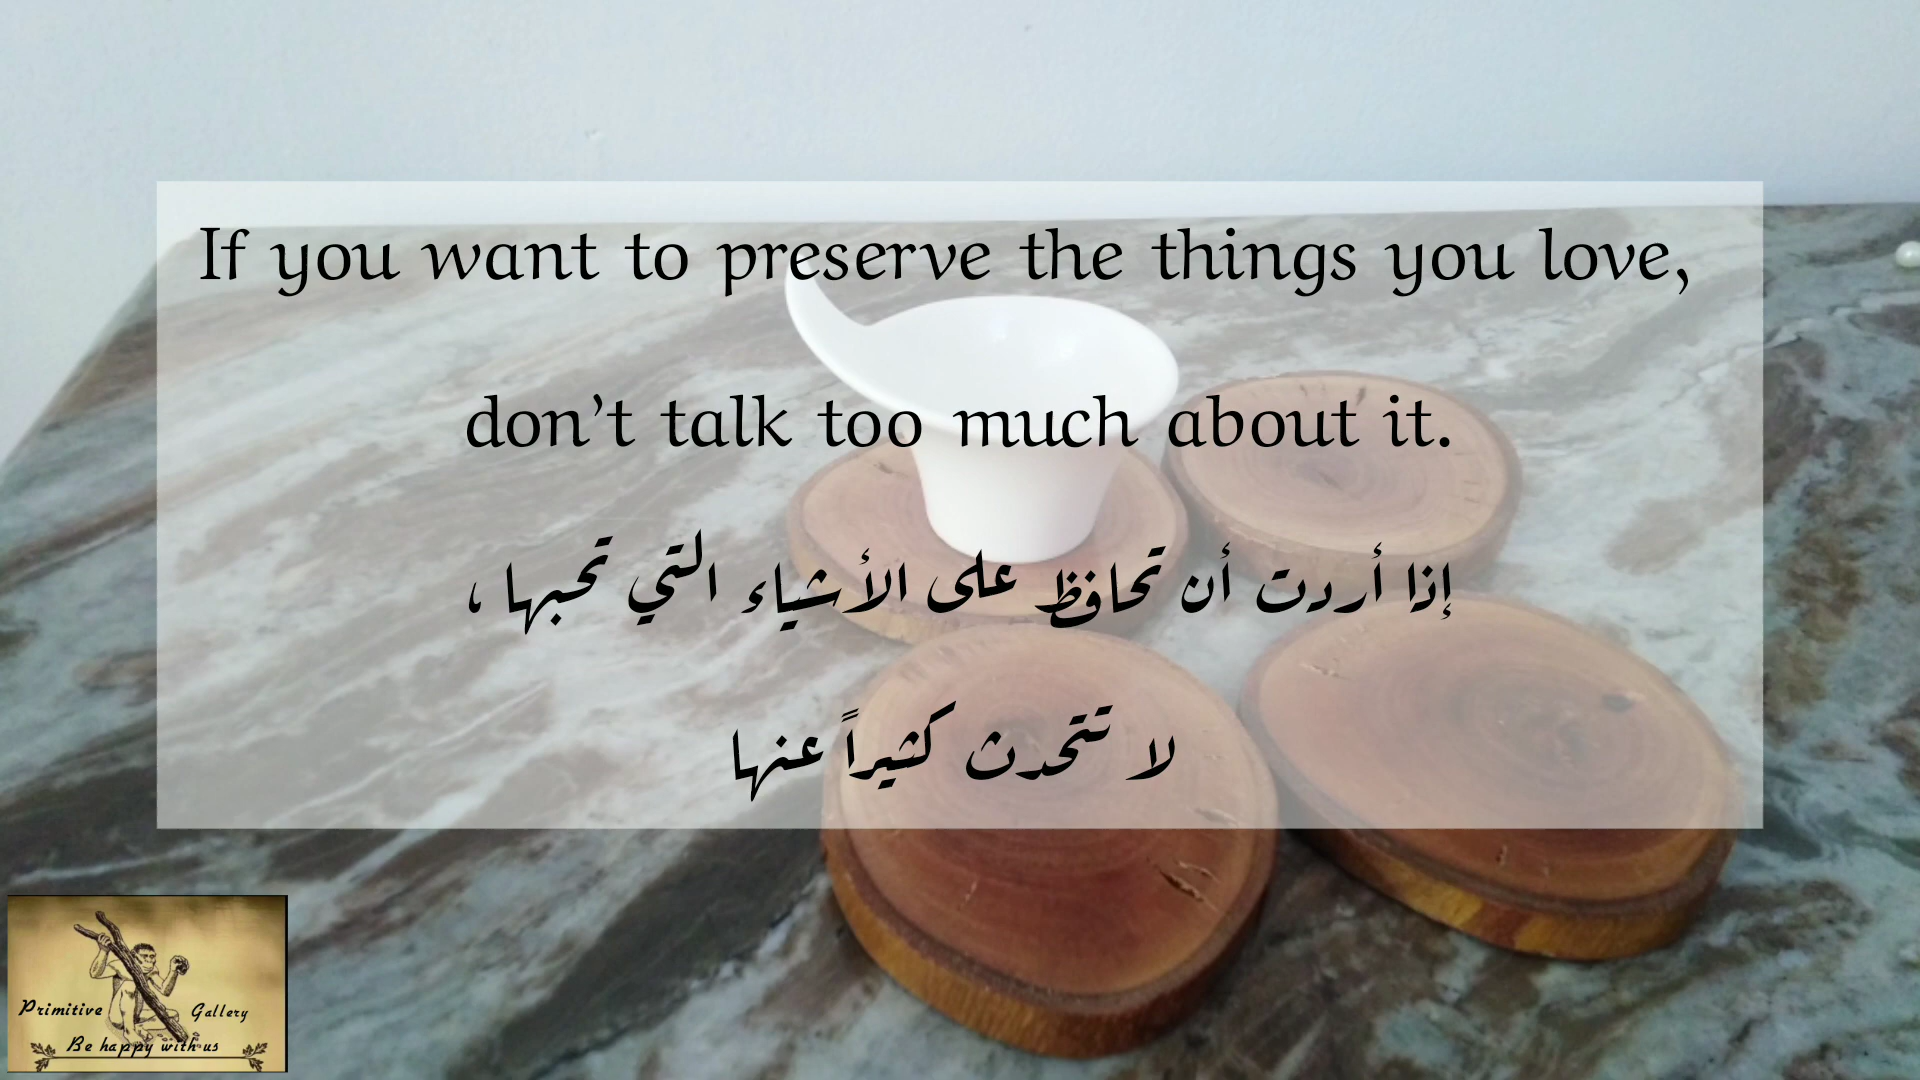 If you want to preserve the things you love,
don't talk too much about it.
إذا أردت أن تحافظ على الأشياء التي تحبها ،
لا تتحدث كثيراً عنها
Primitive Gallery
Be happy with us